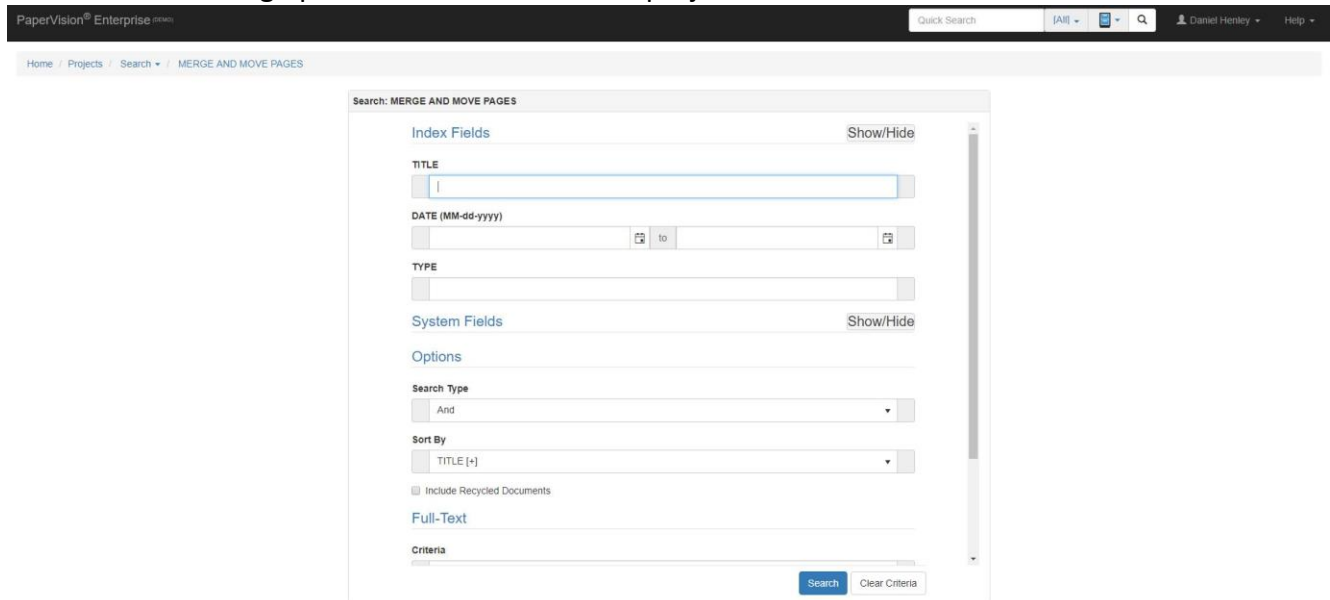 PaperVision® Enterprise (DEMO)
Quick Search
[All]
Daniel Henley
Help
Home / Projects / Search / MERGE AND MOVE PAGES
Search: MERGE AND MOVE PAGES
Index Fields Show/Hide
TITLE
DATE (MM-dd-yyyy)
to
TYPE
System Fields Show/Hide
Options
Search Type
And
Sort By
TITLE [+]
Include Recycled Documents
Full-Text
Criteria
Search Clear Criteria